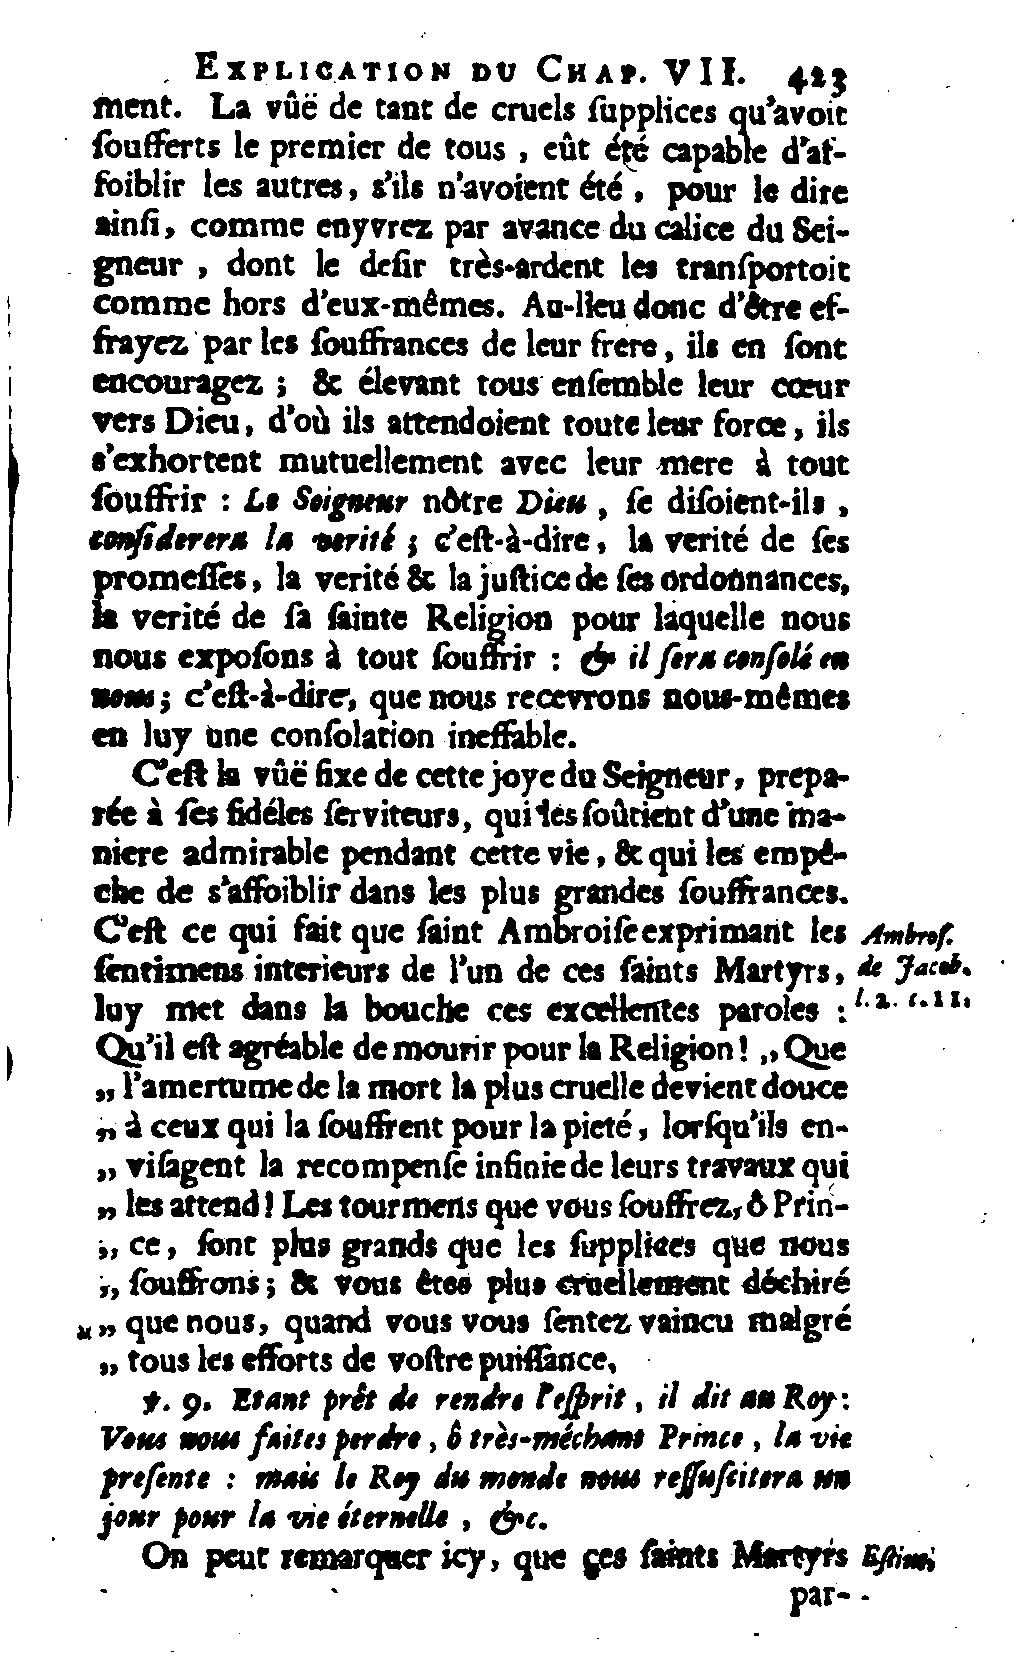 EXPLICATION DU CHAP. VII. 423
ment. La vûë de tant de cruels ſupplices qu'avoit
ſoufferts le premier de tous, eût été capable d'af-
foiblir les autres, s'ils n'avoient été, pour le dire
ainſi, comme enyvrez par avance du calice du Sei-
gneur, dont le deſir très-ardent les tranſportoit
comme hors d'eux-mêmes. Au-lieu donc d'être ef-
frayez par les ſouffrances de leur frere, ils en ſont
encouragez; & élevant tous enſemble leur cœur
vers Dieu, d'où ils attendoient toute leur force, ils
s'exhortent mutuellement avec leur mere à tout
ſouffrir : Le Seigneur nôtre Dieu, ſe diſoient-ils,
conſiderera la verité; c'eſt-à-dire, la verité de ſes
promeſſes, la verité & la juſtice de ſes ordonnances,
la verité de ſa ſainte Religion pour laquelle nous
nous expoſons à tout ſouffrir : & il ſera conſolé en
nous; c'eſt-à-dire, que nous recevrons nous-mêmes
en luy une conſolation ineffable.
C'eſt la vûë fixe de cette joye du Seigneur, prepa-
rée à ſes fidéles ſerviteurs, qui les ſoûtient d'une ma-
niere admirable pendant cette vie, & qui les empê-
che de s'affoiblir dans les plus grandes ſouffrances.
C'eſt ce qui fait que ſaint Ambroiſe exprimant les Ambroſ.
ſentimens interieurs de l'un de ces ſaints Martyrs, de Jacob.
luy met dans la bouche ces excellentes paroles : l. 2. c. 11.
Qu'il eſt agréable de mourir pour la Religion! „ Que
„ l'amertume de la mort la plus cruelle devient douce
„ à ceux qui la ſouffrent pour la pieté, lorſqu'ils en-
„ viſagent la recompenſe infinie de leurs travaux qui
„ les attend! Les tourmens que vous ſouffrez, ô Prin-
„ ce, ſont plus grands que les ſupplices que nous
„ ſouffrons; & vous êtes plus cruellement déchiré
„ que nous, quand vous vous ſentez vaincu malgré
„ tous les efforts de voſtre puiſſance.
℣. 9. Etant prêt de rendre l'eſprit, il dit au Roy:
Vous nous faites perdre, ô très-méchant Prince, la vie
preſente : mais le Roy du monde nous reſſuſcitera un
jour pour la vie éternelle, &c.
On peut remarquer icy, que ces ſaints Martyrs Eſtius.
par-